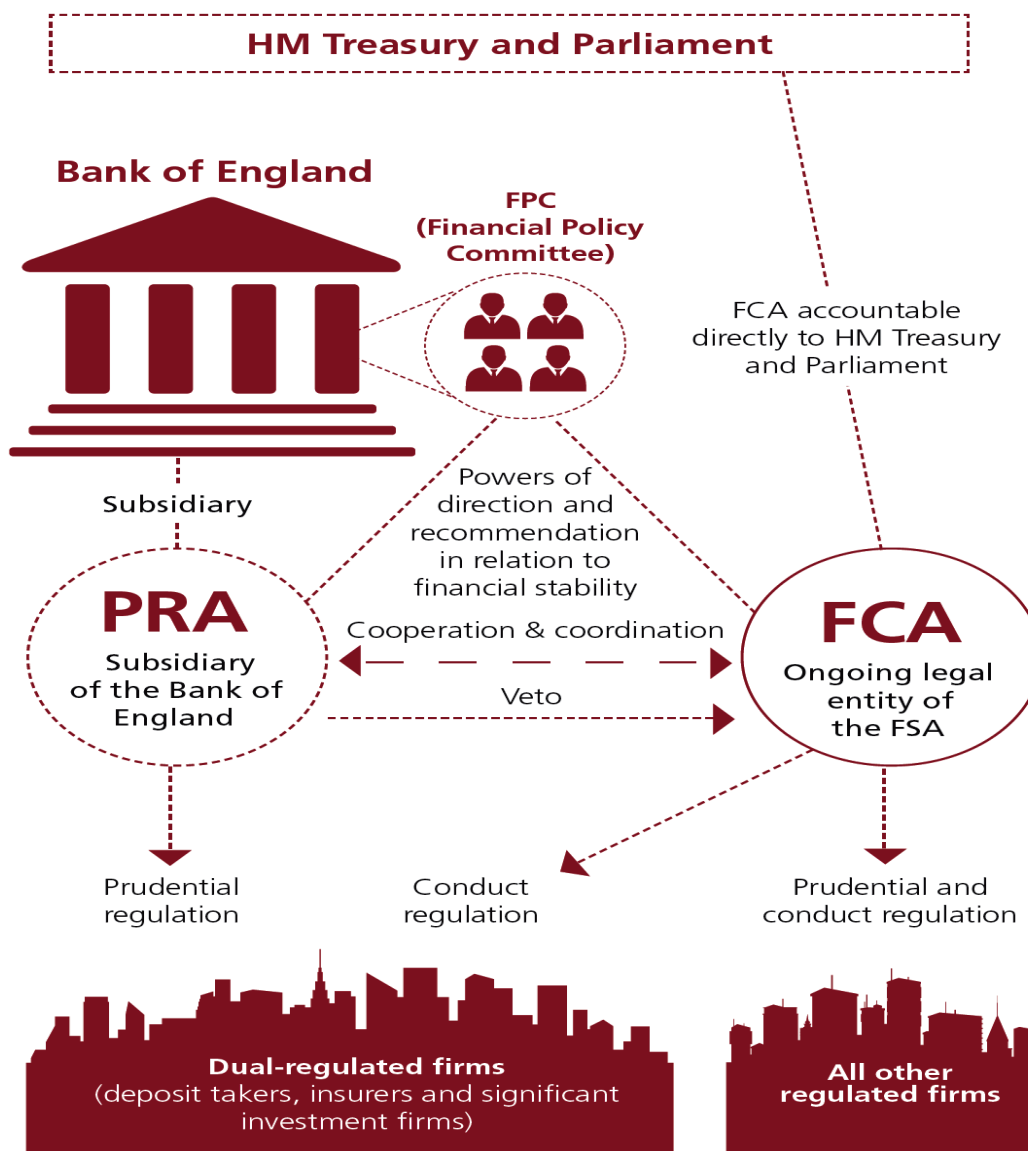 HM Treasury and Parliament
Bank of England
FPC
(Financial Policy
Committee)
FCA accountable
directly to HM Treasury
and Parliament
Subsidiary
Powers of
direction and
recommendation
in relation to
financial stability
PRA
Subsidiary
of the Bank of
England
Cooperation & coordination
Veto
FCA
Ongoing legal
entity of
the FSA
Prudential
regulation
Conduct
regulation
Prudential and
conduct regulation
Dual-regulated firms
(deposit takers, insurers and significant
investment firms)
All other
regulated firms